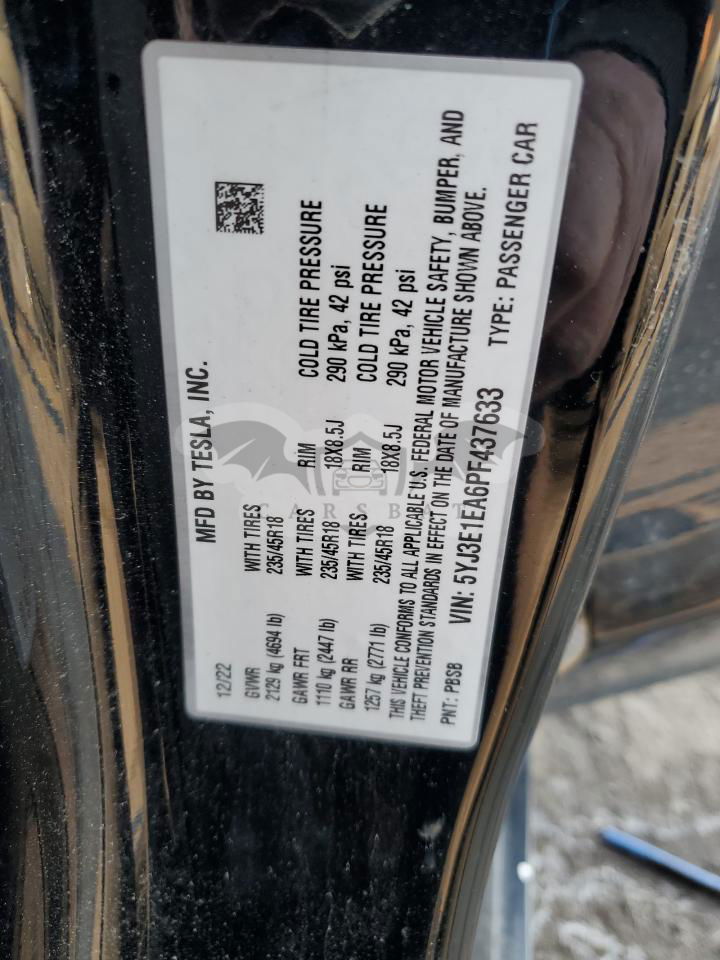 MFD BY TESLA, INC.
12/22
GVWR WITH TIRES
2129 kg (4694 lb) 235/45R18
GAWR FRT WITH TIRES RIM COLD TIRE PRESSURE
1110 kg (2447 lb) 235/45R18 18X8.5J 290 kPa, 42 psi
GAWR RR WITH TIRES RIM COLD TIRE PRESSURE
1257 kg (2771 lb) 235/45R18 18X8.5J 290 kPa, 42 psi
THIS VEHICLE CONFORMS TO ALL APPLICABLE U.S. FEDERAL MOTOR VEHICLE SAFETY, BUMPER, AND
THEFT PREVENTION STANDARDS IN EFFECT ON THE DATE OF MANUFACTURE SHOWN ABOVE.
PNT: PBSB VIN: 5YJ3E1EA6PF437633 TYPE: PASSENGER CAR
CARSBAT